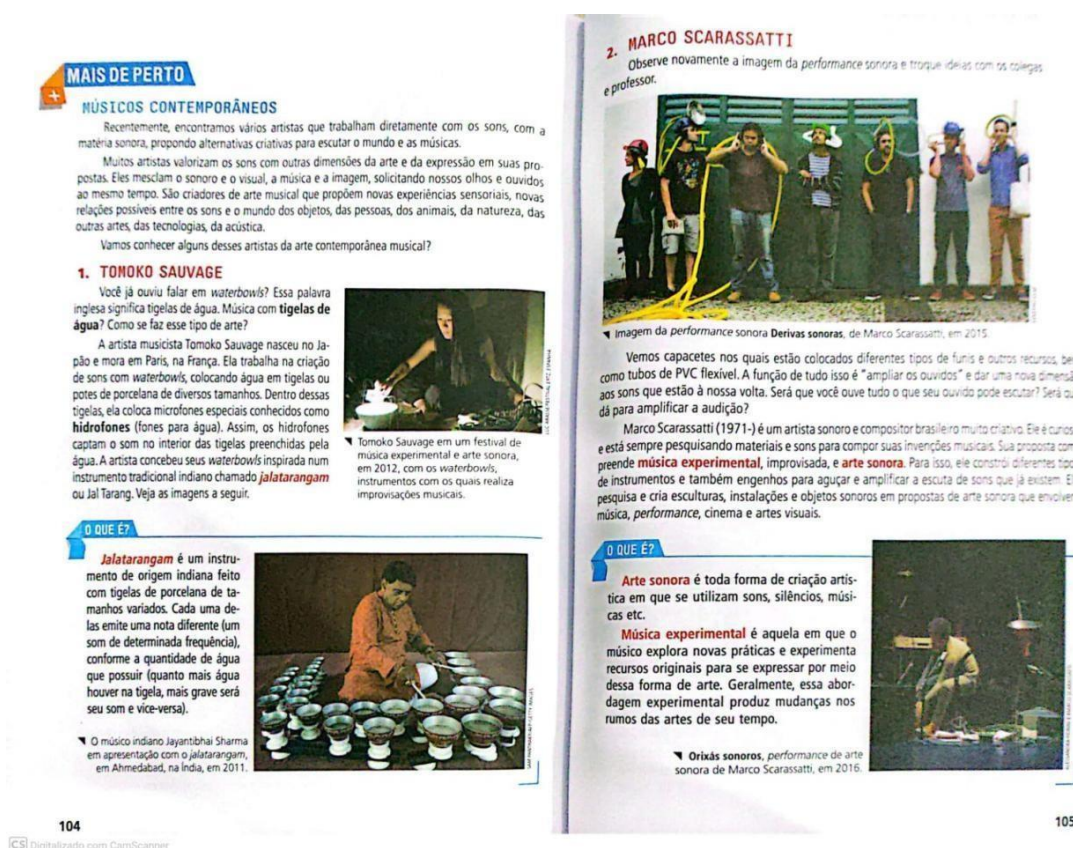 MAIS DE PERTO
+
MÚSICOS CONTEMPORÂNEOS
Recentemente, encontramos vários artistas que trabalham diretamente com os sons, com a
matéria sonora, propondo alternativas criativas para escutar o mundo e as músicas.
Muitos artistas valorizam os sons com outras dimensões da arte e da expressão em suas pro-
postas. Eles mesclam o sonoro e o visual, a música e a imagem, solicitando nossos olhos e ouvidos
ao mesmo tempo. São criadores de arte musical que propõem novas experiências sensoriais, novas
relações possíveis entre os sons e o mundo dos objetos, das pessoas, dos animais, da natureza, das
outras artes, das tecnologias, da acústica.
Vamos conhecer alguns desses artistas da arte contemporânea musical?
1. TOMOKO SAUVAGE
Você já ouviu falar em waterbowls? Essa palavra
inglesa significa tigelas de água. Música com tigelas de
água? Como se faz esse tipo de arte?
A artista musicista Tomoko Sauvage nasceu no Ja-
pão e mora em Paris, na França. Ela trabalha na criação
de sons com waterbowls, colocando água em tigelas ou
potes de porcelana de diversos tamanhos. Dentro dessas
tigelas, ela coloca microfones especiais conhecidos como
hidrofones (fones para água). Assim, os hidrofones
captam o som no interior das tigelas preenchidas pela
água. A artista concebeu seus waterbowls inspirada num
instrumento tradicional indiano chamado jalatarangam
ou Jal Tarang. Veja as imagens a seguir.
Tomoko Sauvage em um festival de
música experimental e arte sonora,
em 2012, com os waterbowls,
instrumentos com os quais realiza
improvisações musicais.
O QUE É?
Jalatarangam é um instru-
mento de origem indiana feito
com tigelas de porcelana de ta-
manhos variados. Cada uma de-
las emite uma nota diferente (um
som de determinada frequência),
conforme a quantidade de água
que possuir (quanto mais água
houver na tigela, mais grave será
seu som e vice-versa).
O músico indiano Jayantibhai Sharma
em apresentação com o jalatarangam,
em Ahmedabad, na Índia, em 2011.
104
CS Digitalizado com CamScanner
2. MARCO SCARASSATTI
Observe novamente a imagem da performance sonora e troque ideias com os colegas
e professor.
Imagem da performance sonora Derivas sonoras, de Marco Scarassatti, em 2015.
Vemos capacetes nos quais estão colocados diferentes tipos de funis e outros recursos, be
como tubos de PVC flexível. A função de tudo isso é "ampliar os ouvidos" e dar uma nova dimensã
aos sons que estão à nossa volta. Será que você ouve tudo o que seu ouvido pode escutar? Será qu
dá para amplificar a audição?
Marco Scarassatti (1971-) é um artista sonoro e compositor brasileiro muito criativo. Ele é curios
e está sempre pesquisando materiais e sons para compor suas invenções musicais. Sua proposta com
preende música experimental, improvisada, e arte sonora. Para isso, ele constrói diferentes tipo
de instrumentos e também engenhos para aguçar e amplificar a escuta de sons que já existem. El
pesquisa e cria esculturas, instalações e objetos sonoros em propostas de arte sonora que envolven
música, performance, cinema e artes visuais.
O QUE É?
Arte sonora é toda forma de criação artís-
tica em que se utilizam sons, silêncios, músi-
cas etc.
Música experimental é aquela em que o
músico explora novas práticas e experimenta
recursos originais para se expressar por meio
dessa forma de arte. Geralmente, essa abor-
dagem experimental produz mudanças nos
rumos das artes de seu tempo.
Orixás sonoros, performance de arte
sonora de Marco Scarassatti, em 2016.
105